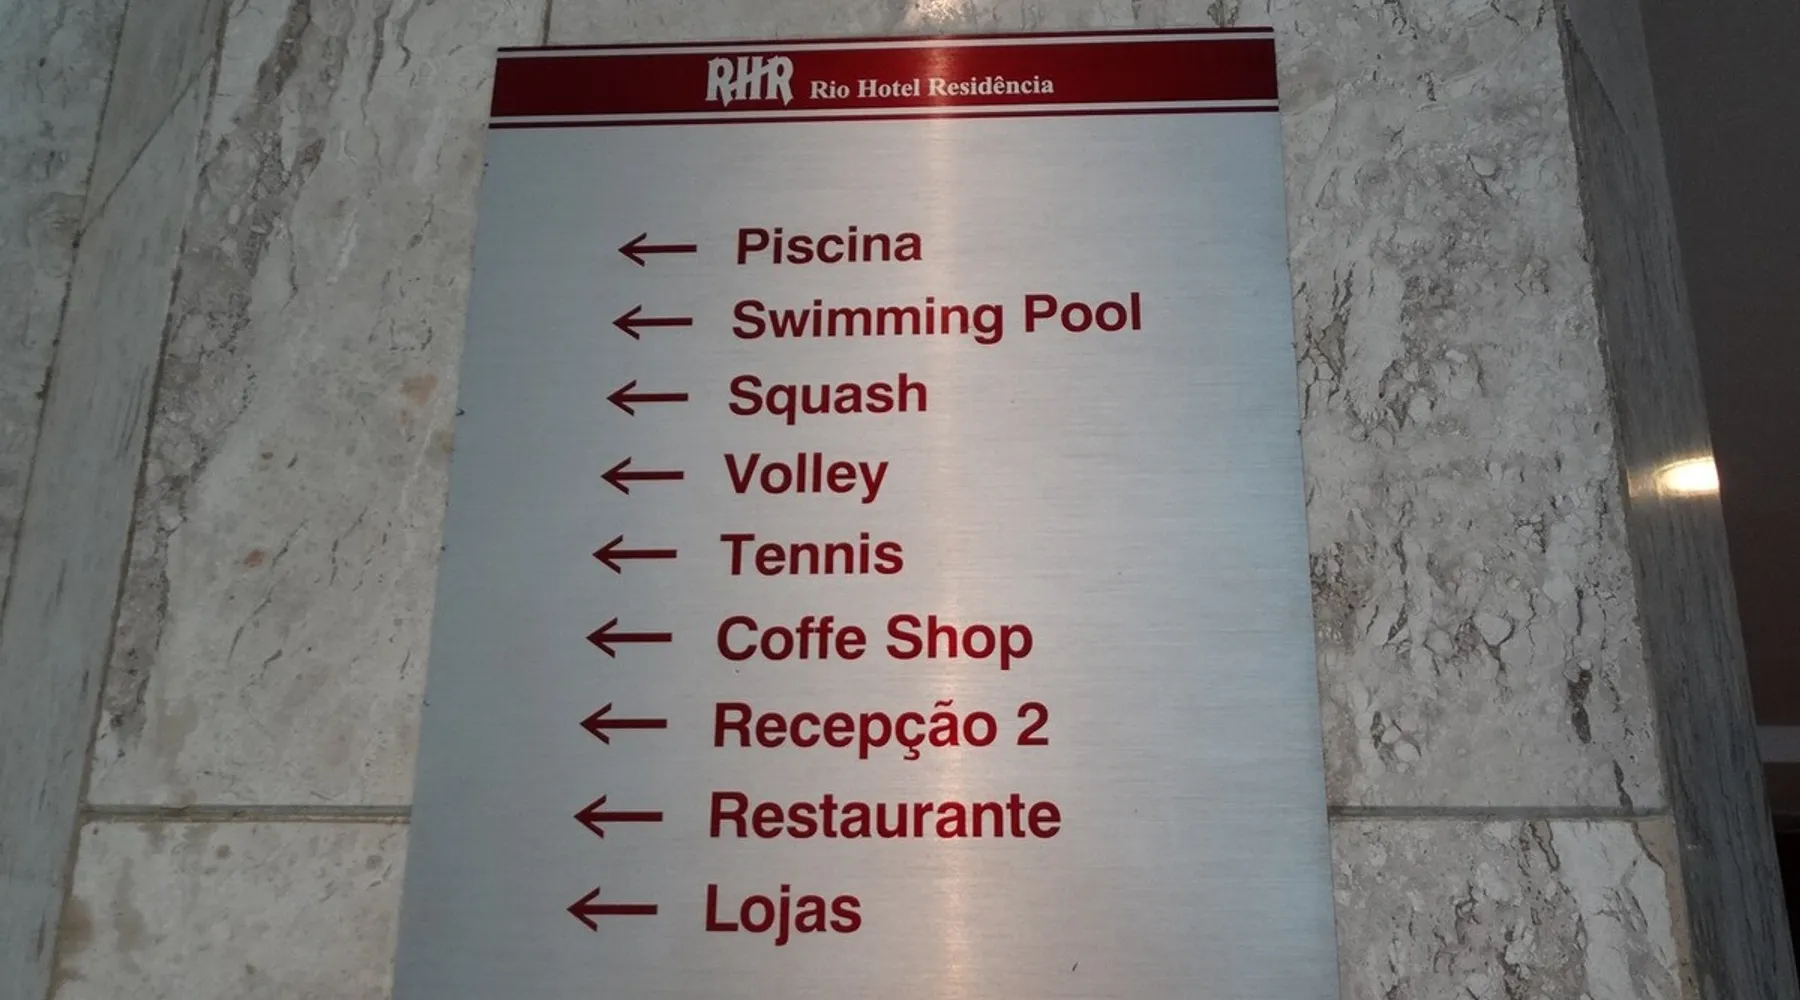 RHR Rio Hotel Residência
← Piscina
← Swimming Pool
← Squash
← Volley
← Tennis
← Coffe Shop
← Recepção 2
← Restaurante
← Lojas